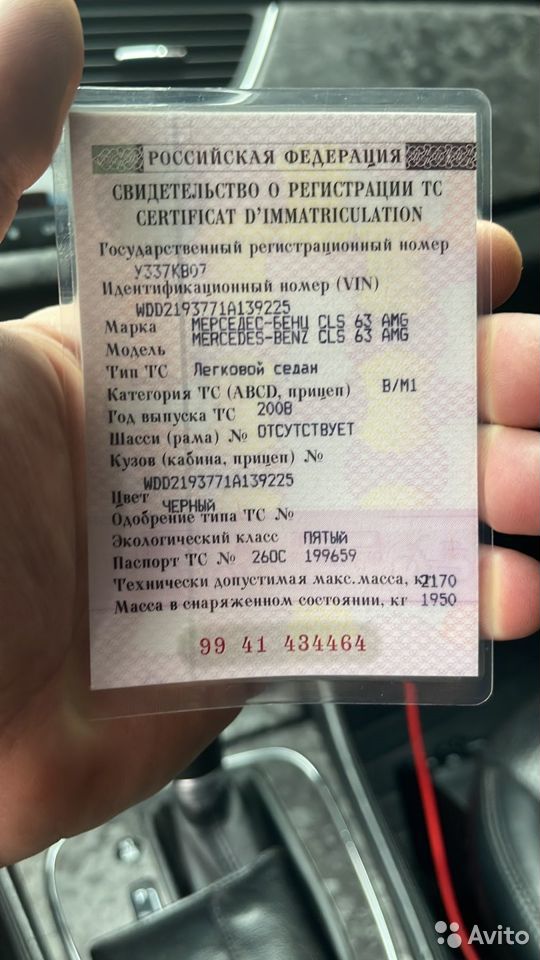 РОССИЙСКАЯ ФЕДЕРАЦИЯ
СВИДЕТЕЛЬСТВО О РЕГИСТРАЦИИ ТС
CERTIFICAT D'IMMATRICULATION
Государственный регистрационный номер
У337КВ07
Идентификационный номер (VIN)
WDD2193771A139225
Марка МЕРСЕДЕС-БЕНЦ CLS 63 AMG
Модель MERCEDES-BENZ CLS 63 AMG
Тип ТС Легковой седан
Категория ТС (ABCD, прицеп) B/M1
Год выпуска ТС 2008
Шасси (рама) № ОТСУТСТВУЕТ
Кузов (кабина, прицеп) №
WDD2193771A139225
Цвет ЧЕРНЫЙ
Одобрение типа ТС №
Экологический класс ПЯТЫЙ
Паспорт ТС № 26ОС 199659
Технически допустимая макс.масса, кг 2170
Масса в снаряженном состоянии, кг 1950
99 41 434464
Avito